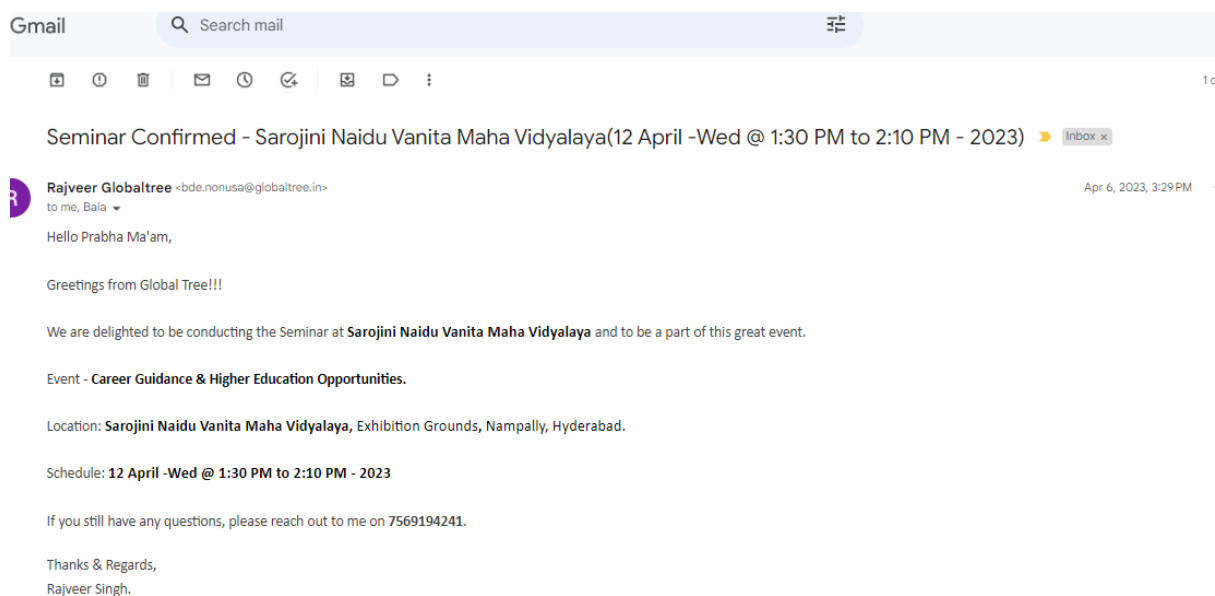 Gmail
Search mail
1 o
Seminar Confirmed - Sarojini Naidu Vanita Maha Vidyalaya(12 April -Wed @ 1:30 PM to 2:10 PM - 2023) Inbox ×
R
Rajveer Globaltree <bde.nonusa@globaltree.in> Apr 6, 2023, 3:29 PM
to me, Bala
Hello Prabha Ma'am,
Greetings from Global Tree!!!
We are delighted to be conducting the Seminar at Sarojini Naidu Vanita Maha Vidyalaya and to be a part of this great event.
Event - Career Guidance & Higher Education Opportunities.
Location: Sarojini Naidu Vanita Maha Vidyalaya, Exhibition Grounds, Nampally, Hyderabad.
Schedule: 12 April -Wed @ 1:30 PM to 2:10 PM - 2023
If you still have any questions, please reach out to me on 7569194241.
Thanks & Regards,
Rajveer Singh.